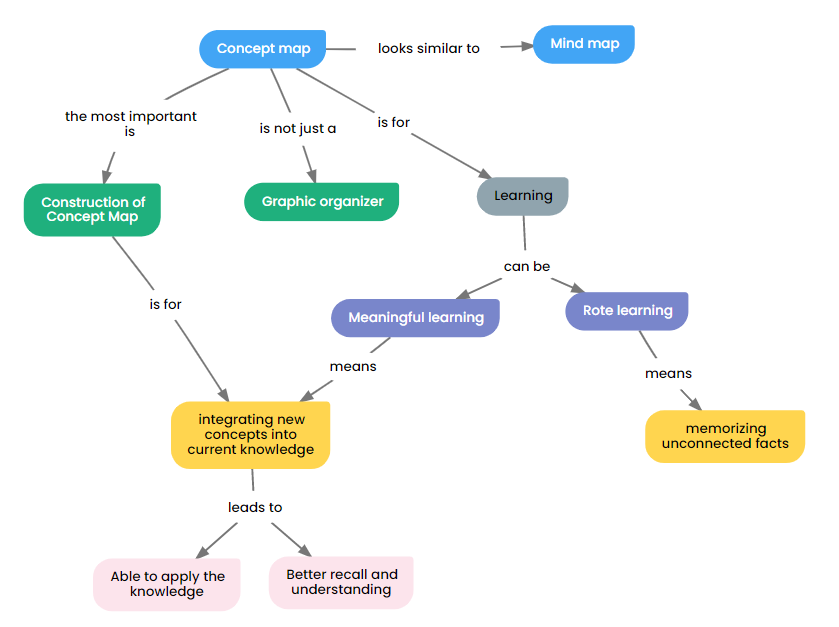 Concept map
looks similar to
Mind map
the most important
is
is not just a
is for
Construction of
Concept Map
Graphic organizer
Learning
can be
is for
Meaningful learning
Rote learning
means
means
integrating new
concepts into
current knowledge
memorizing
unconnected facts
leads to
Able to apply the
knowledge
Better recall and
understanding